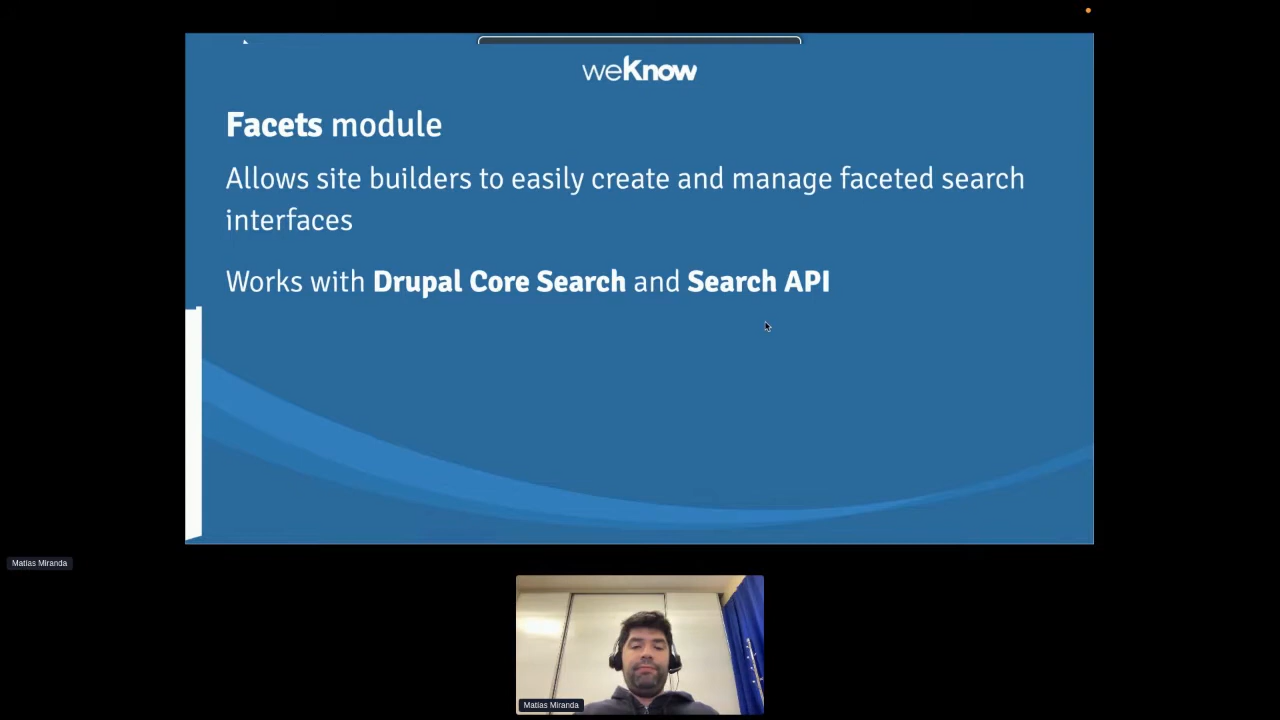 weKnow
Facets module
Allows site builders to easily create and manage faceted search
interfaces
Works with Drupal Core Search and Search API
Matias Miranda
Matias Miranda